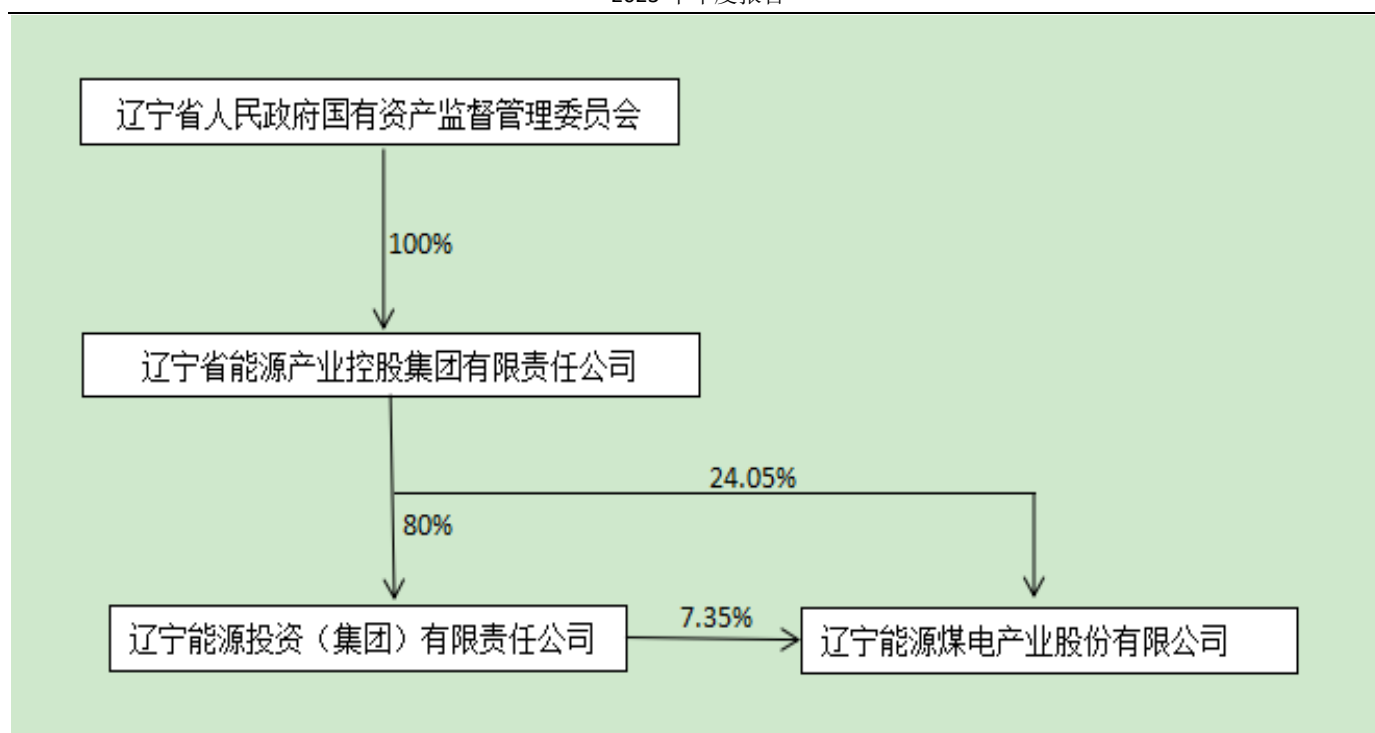 辽宁省人民政府国有资产监督管理委员会
100%
辽宁省能源产业控股集团有限责任公司
24.05%
80%
辽宁能源投资（集团）有限责任公司
7.35%
辽宁能源煤电产业股份有限公司